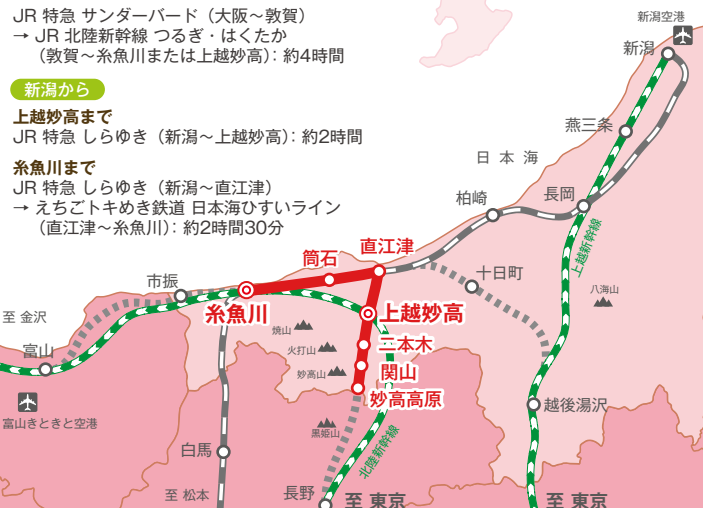 JR 特急 サンダーバード（大阪～敦賀）
→ JR 北陸新幹線 つるぎ・はくたか
（敦賀～糸魚川または上越妙高）：約4時間
新潟から
上越妙高まで
JR 特急 しらゆき（新潟～上越妙高）：約2時間
糸魚川まで
JR 特急 しらゆき（新潟～直江津）
→ えちごトキめき鉄道 日本海ひすいライン
（直江津～糸魚川）：約2時間30分
新潟空港
新潟
燕三条
日本海
柏崎
長岡
上越新幹線
直江津
筒石
十日町
市振
八海山
糸魚川
上越妙高
至 金沢
焼山
二本木
富山
火打山
関山
妙高山
妙高高原
越後湯沢
富山きときと空港
黒姫山
北陸新幹線
白馬
至 松本
長野
至 東京
至 東京